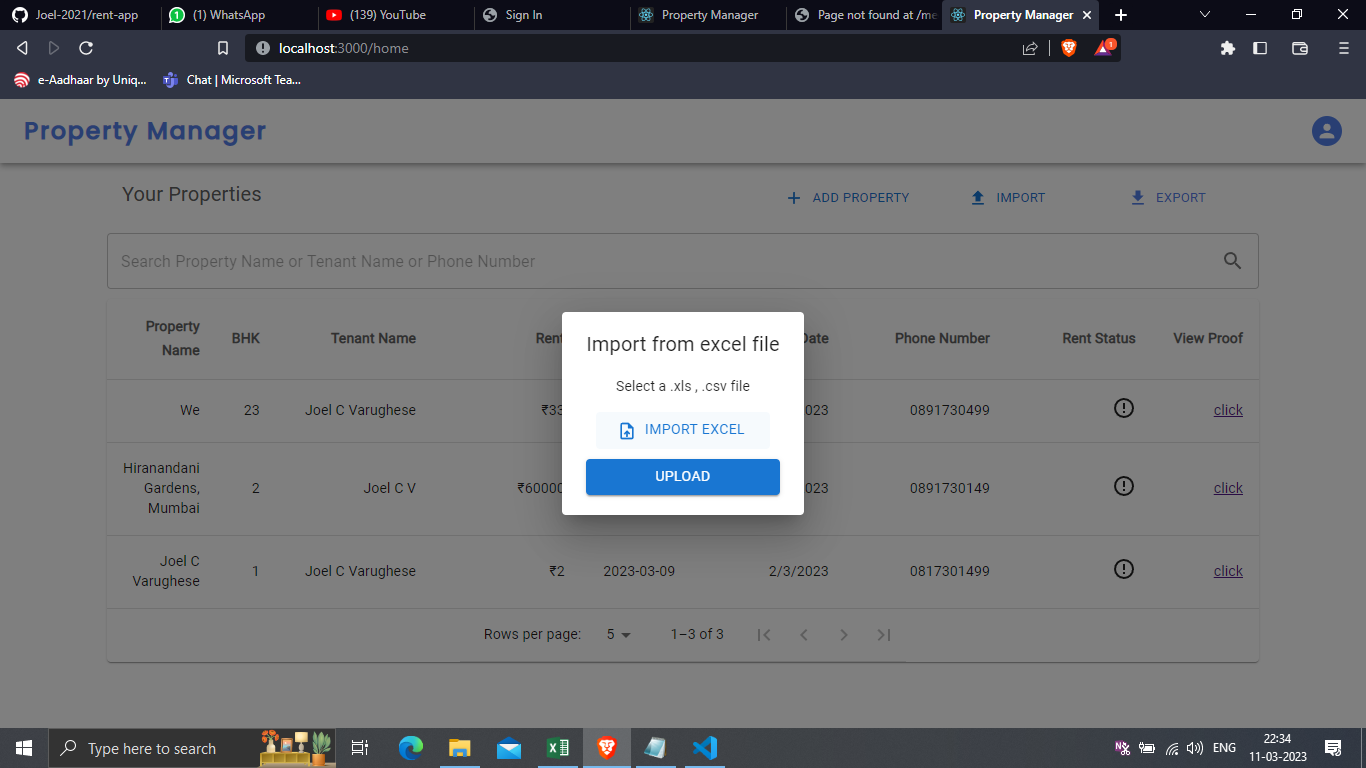 Joel-2021/rent-app
(1) WhatsApp
(139) YouTube
Sign In
Property Manager
Page not found at /me
Property Manager
localhost:3000/home
1
e-Aadhaar by Uniq...
Chat | Microsoft Tea...
Property Manager
Your Properties
ADD PROPERTY
IMPORT
EXPORT
Search Property Name or Tenant Name or Phone Number
Property Name BHK Tenant Name Rent Date Phone Number Rent Status View Proof
We 23 Joel C Varughese ₹33 023 0891730499 click
Hiranandani Gardens, Mumbai 2 Joel C V ₹60000 023 0891730149 click
Joel C Varughese 1 Joel C Varughese ₹2 2023-03-09 2/3/2023 0817301499 click
Rows per page: 5 1–3 of 3
Import from excel file
Select a .xls , .csv file
IMPORT EXCEL
UPLOAD
Type here to search
ENG
22:34
11-03-2023